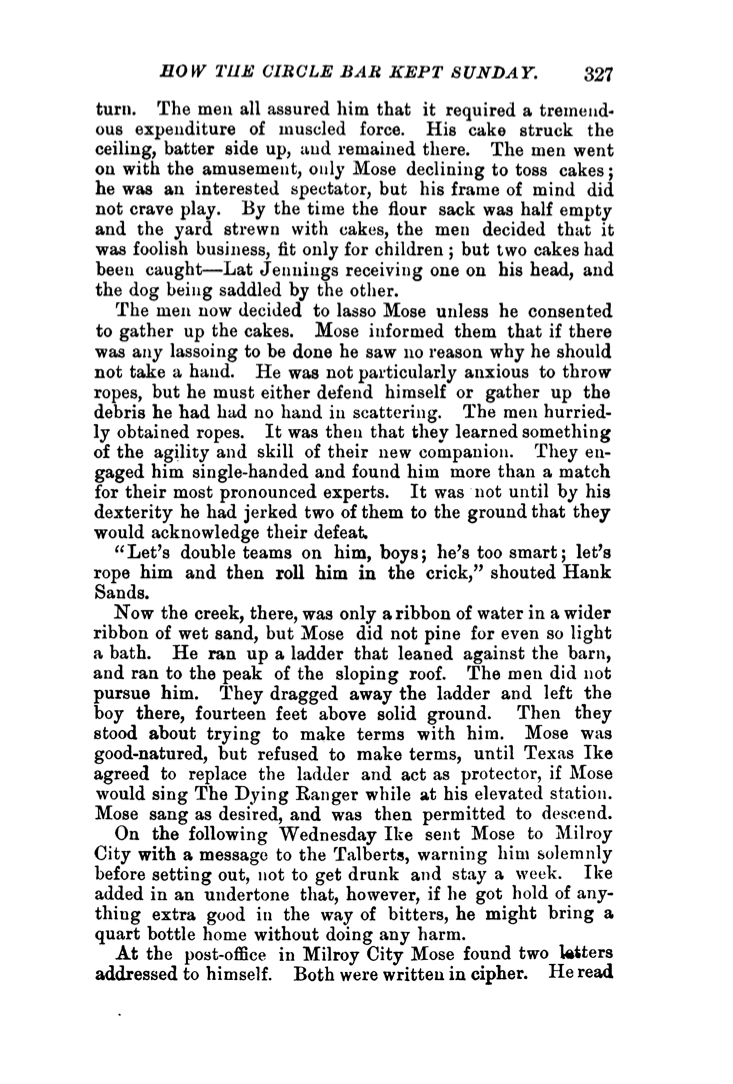 HOW THE CIRCLE BAR KEPT SUNDAY. 327
turn. The men all assured him that it required a tremend-
ous expenditure of muscled force. His cake struck the
ceiling, batter side up, and remained there. The men went
on with the amusement, only Mose declining to toss cakes;
he was an interested spectator, but his frame of mind did
not crave play. By the time the flour sack was half empty
and the yard strewn with cakes, the men decided that it
was foolish business, fit only for children; but two cakes had
been caught—Lat Jennings receiving one on his head, and
the dog being saddled by the other.
The men now decided to lasso Mose unless he consented
to gather up the cakes. Mose informed them that if there
was any lassoing to be done he saw no reason why he should
not take a hand. He was not particularly anxious to throw
ropes, but he must either defend himself or gather up the
debris he had had no hand in scattering. The men hurried-
ly obtained ropes. It was then that they learned something
of the agility and skill of their new companion. They en-
gaged him single-handed and found him more than a match
for their most pronounced experts. It was not until by his
dexterity he had jerked two of them to the ground that they
would acknowledge their defeat.
"Let's double teams on him, boys; he's too smart; let's
rope him and then roll him in the crick," shouted Hank
Sands.
Now the creek, there, was only a ribbon of water in a wider
ribbon of wet sand, but Mose did not pine for even so light
a bath. He ran up a ladder that leaned against the barn,
and ran to the peak of the sloping roof. The men did not
pursue him. They dragged away the ladder and left the
boy there, fourteen feet above solid ground. Then they
stood about trying to make terms with him. Mose was
good-natured, but refused to make terms, until Texas Ike
agreed to replace the ladder and act as protector, if Mose
would sing The Dying Ranger while at his elevated station.
Mose sang as desired, and was then permitted to descend.
On the following Wednesday Ike sent Mose to Milroy
City with a message to the Talberts, warning him solemnly
before setting out, not to get drunk and stay a week. Ike
added in an undertone that, however, if he got hold of any-
thing extra good in the way of bitters, he might bring a
quart bottle home without doing any harm.
At the post-office in Milroy City Mose found two letters
addressed to himself. Both were written in cipher. He read